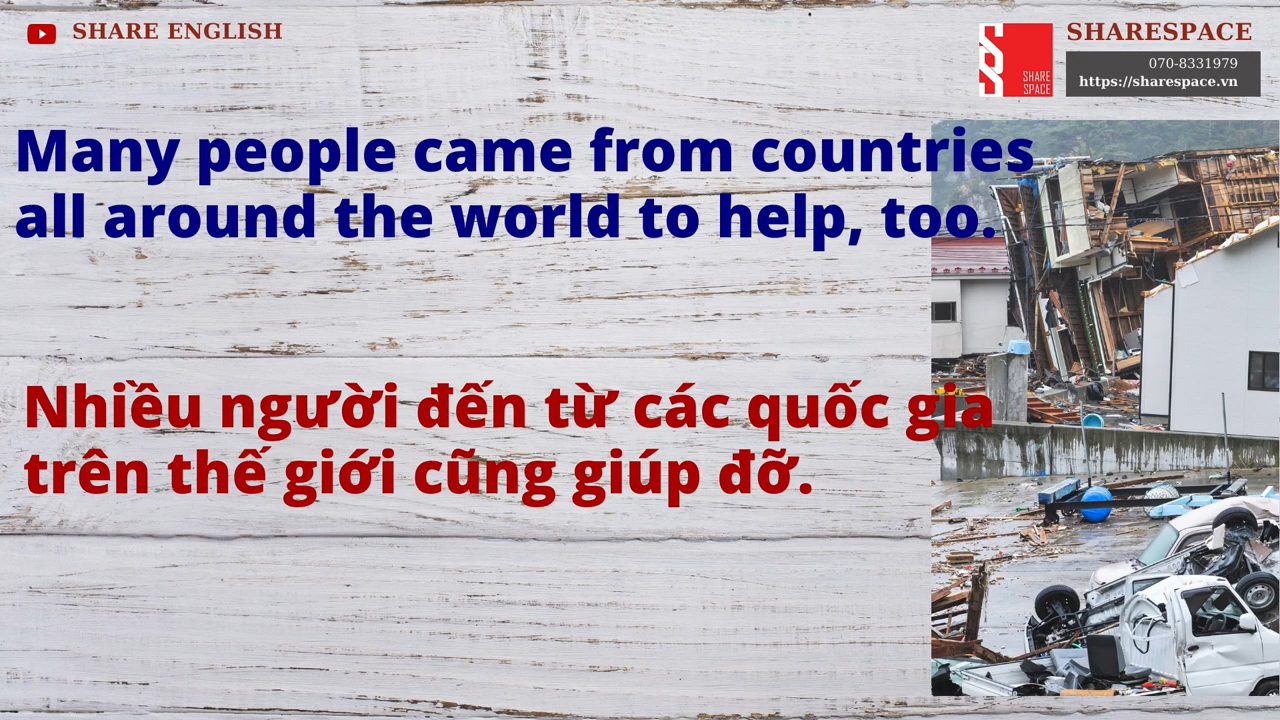 SHARE ENGLISH
SHARESPACE
SHARE
SPACE
070-8331979
https://sharespace.vn
Many people came from countries
all around the world to help, too.
Nhiều người đến từ các quốc gia
trên thế giới cũng giúp đỡ.